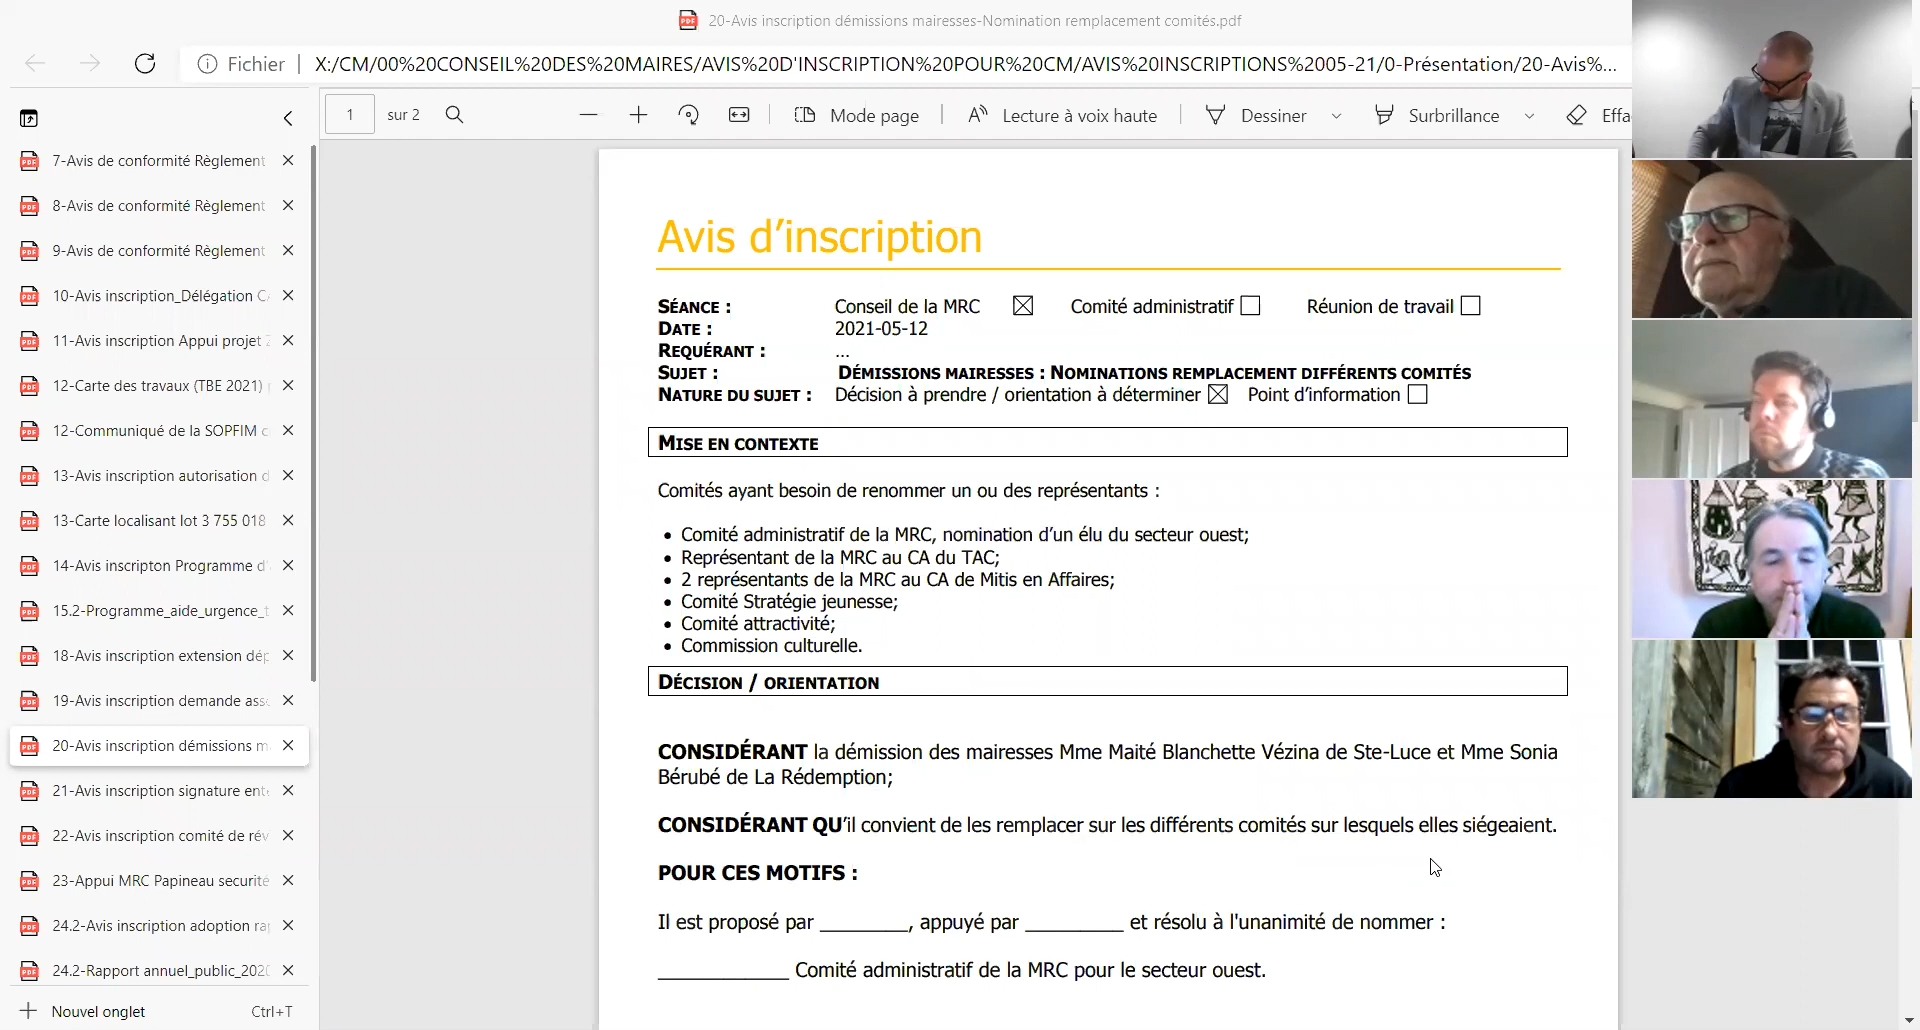 20-Avis inscription démissions mairesses-Nomination remplacement comités.pdf
Fichier
X:/CM/00%20CONSEIL%20DES%20MAIRES/AVIS%20D'INSCRIPTION%20POUR%20CM/AVIS%20INSCRIPTIONS%2005-21/0-Présentation/20-Avis%...
1 sur 2
Mode page
Lecture à voix haute
Dessiner
Surbrillance
Effa
7-Avis de conformité Règlement
8-Avis de conformité Règlement
9-Avis de conformité Règlement
10-Avis inscription_Délégation
11-Avis inscription Appui projet
12-Carte des travaux (TBE 2021)
12-Communiqué de la SOPFIM
13-Avis inscription autorisation
13-Carte localisant lot 3 755 018
14-Avis inscripton Programme d'
15.2-Programme_aide_urgence_
18-Avis inscription extension dép
19-Avis inscription demande ass
20-Avis inscription démissions m
21-Avis inscription signature ent
22-Avis inscription comité de rév
23-Appui MRC Papineau securité
24.2-Avis inscription adoption ra
24.2-Rapport annuel_public_202
Nouvel onglet Ctrl+T
Avis d'inscription
SÉANCE : Conseil de la MRC ☒ Comité administratif ☐ Réunion de travail ☐
DATE : 2021-05-12
REQUÉRANT : ...
SUJET : DÉMISSIONS MAIRESSES : NOMINATIONS REMPLACEMENT DIFFÉRENTS COMITÉS
NATURE DU SUJET : Décision à prendre / orientation à déterminer ☒ Point d'information ☐
MISE EN CONTEXTE
Comités ayant besoin de renommer un ou des représentants :
• Comité administratif de la MRC, nomination d'un élu du secteur ouest;
• Représentant de la MRC au CA du TAC;
• 2 représentants de la MRC au CA de Mitis en Affaires;
• Comité Stratégie jeunesse;
• Comité attractivité;
• Commission culturelle.
DÉCISION / ORIENTATION
CONSIDÉRANT la démission des mairesses Mme Maité Blanchette Vézina de Ste-Luce et Mme Sonia
Bérubé de La Rédemption;
CONSIDÉRANT QU'il convient de les remplacer sur les différents comités sur lesquels elles siégeaient.
POUR CES MOTIFS :
Il est proposé par ________, appuyé par _________ et résolu à l'unanimité de nommer :
____________ Comité administratif de la MRC pour le secteur ouest.